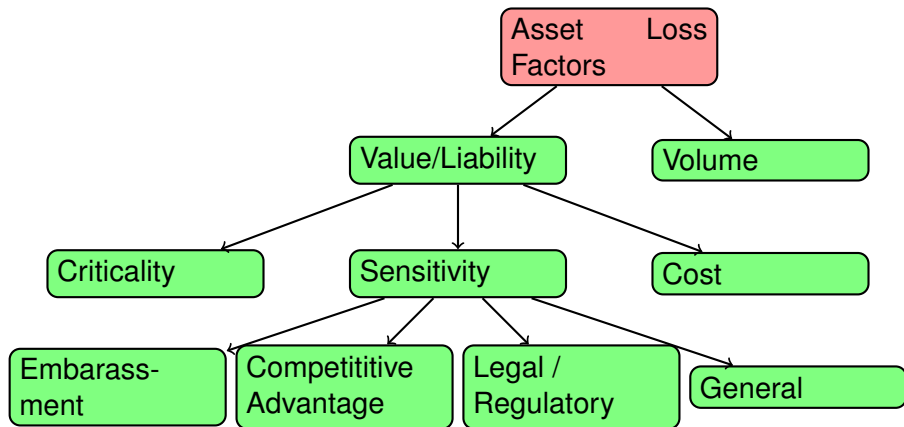 Asset Loss
Factors
Value/Liability
Volume
Criticality
Sensitivity
Cost
Embarass-
ment
Competititive
Advantage
Legal /
Regulatory
General